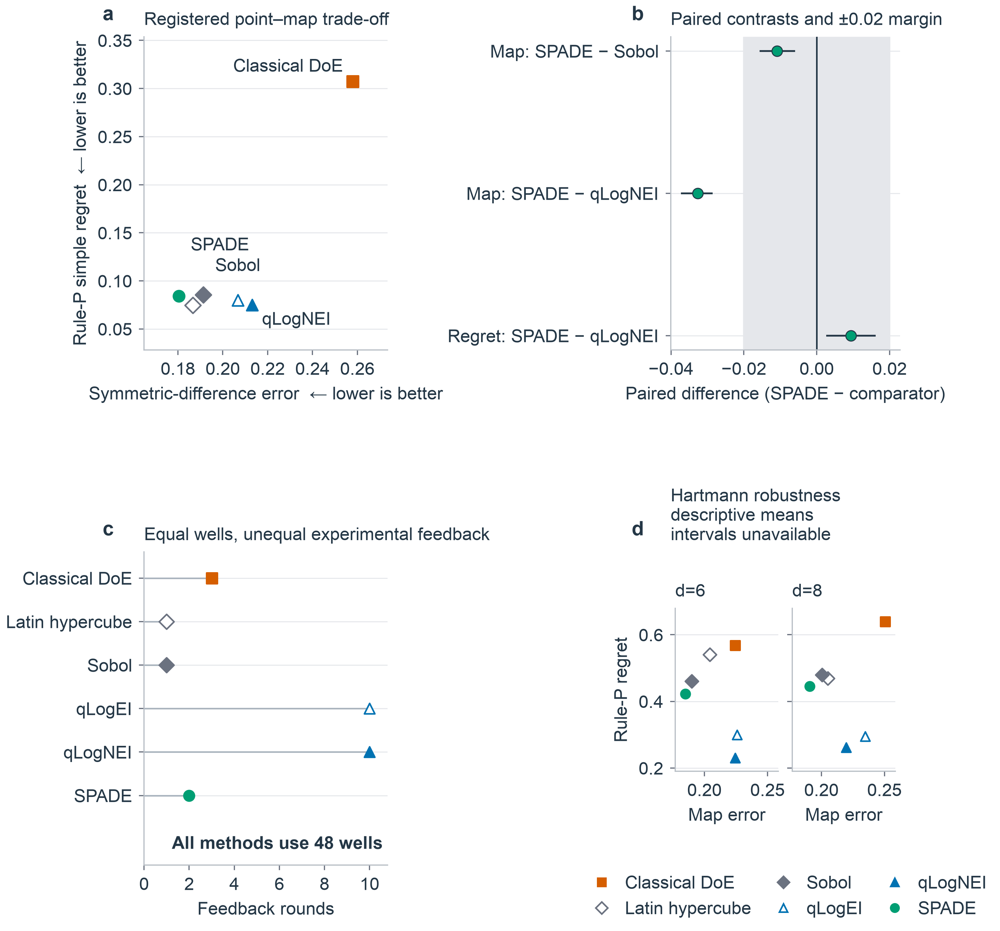 a
Registered point–map trade-off
Rule-P simple regret ← lower is better
0.35
0.30
0.25
0.20
0.15
0.10
0.05
Classical DoE
SPADE
Sobol
qLogNEI
0.18 0.20 0.22 0.24 0.26
Symmetric-difference error ← lower is better
b
Paired contrasts and ±0.02 margin
Map: SPADE − Sobol
Map: SPADE − qLogNEI
Regret: SPADE − qLogNEI
−0.04 −0.02 0.00 0.02
Paired difference (SPADE − comparator)
c
Equal wells, unequal experimental feedback
Classical DoE
Latin hypercube
Sobol
qLogEI
qLogNEI
SPADE
All methods use 48 wells
0 2 4 6 8 10
Feedback rounds
d
Hartmann robustness
descriptive means
intervals unavailable
d=6
d=8
Rule-P regret
0.6
0.4
0.2
0.20 0.25
0.20 0.25
Map error
Map error
Classical DoE
Sobol
qLogNEI
Latin hypercube
qLogEI
SPADE